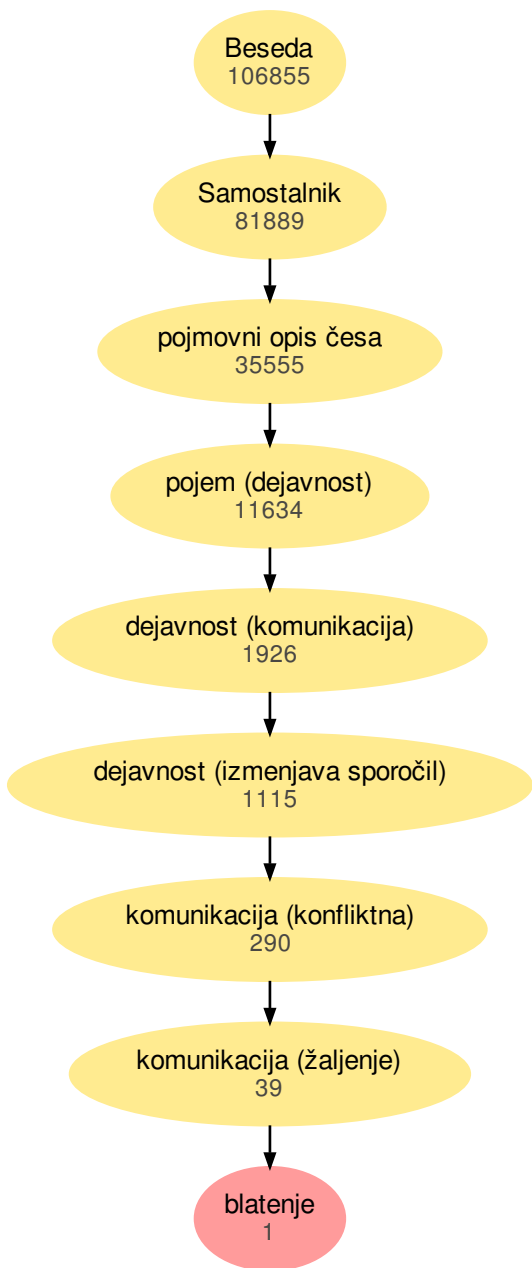 Beseda
106855
Samostalnik
81889
pojmovni opis česa
35555
pojem (dejavnost)
11634
dejavnost (komunikacija)
1926
dejavnost (izmenjava sporočil)
1115
komunikacija (konfliktna)
290
komunikacija (žaljenje)
39
blatenje
1